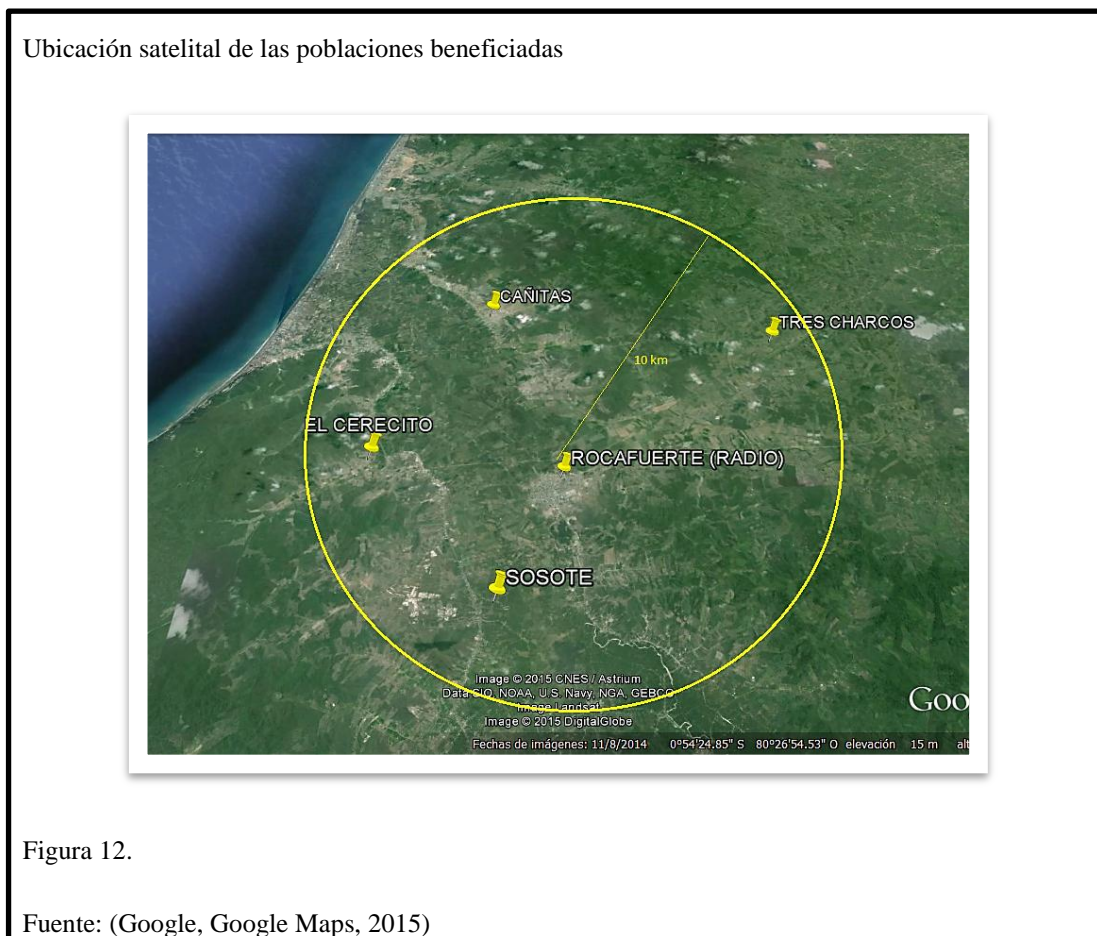 Ubicación satelital de las poblaciones beneficiadas
CAÑITAS
TRES CHARCOS
10 km
EL CERECITO
ROCAFUERTE (RADIO)
SOSOTE
Image © 2015 CNES / Astrium
Data SIO, NOAA, U.S. Navy, NGA, GEBCO
Image Landsat
Image © 2015 DigitalGlobe
Goo
Fechas de imágenes: 11/8/2014 0°54'24.85" S 80°26'54.53" O elevación 15 m alt
Figura 12.
Fuente: (Google, Google Maps, 2015)